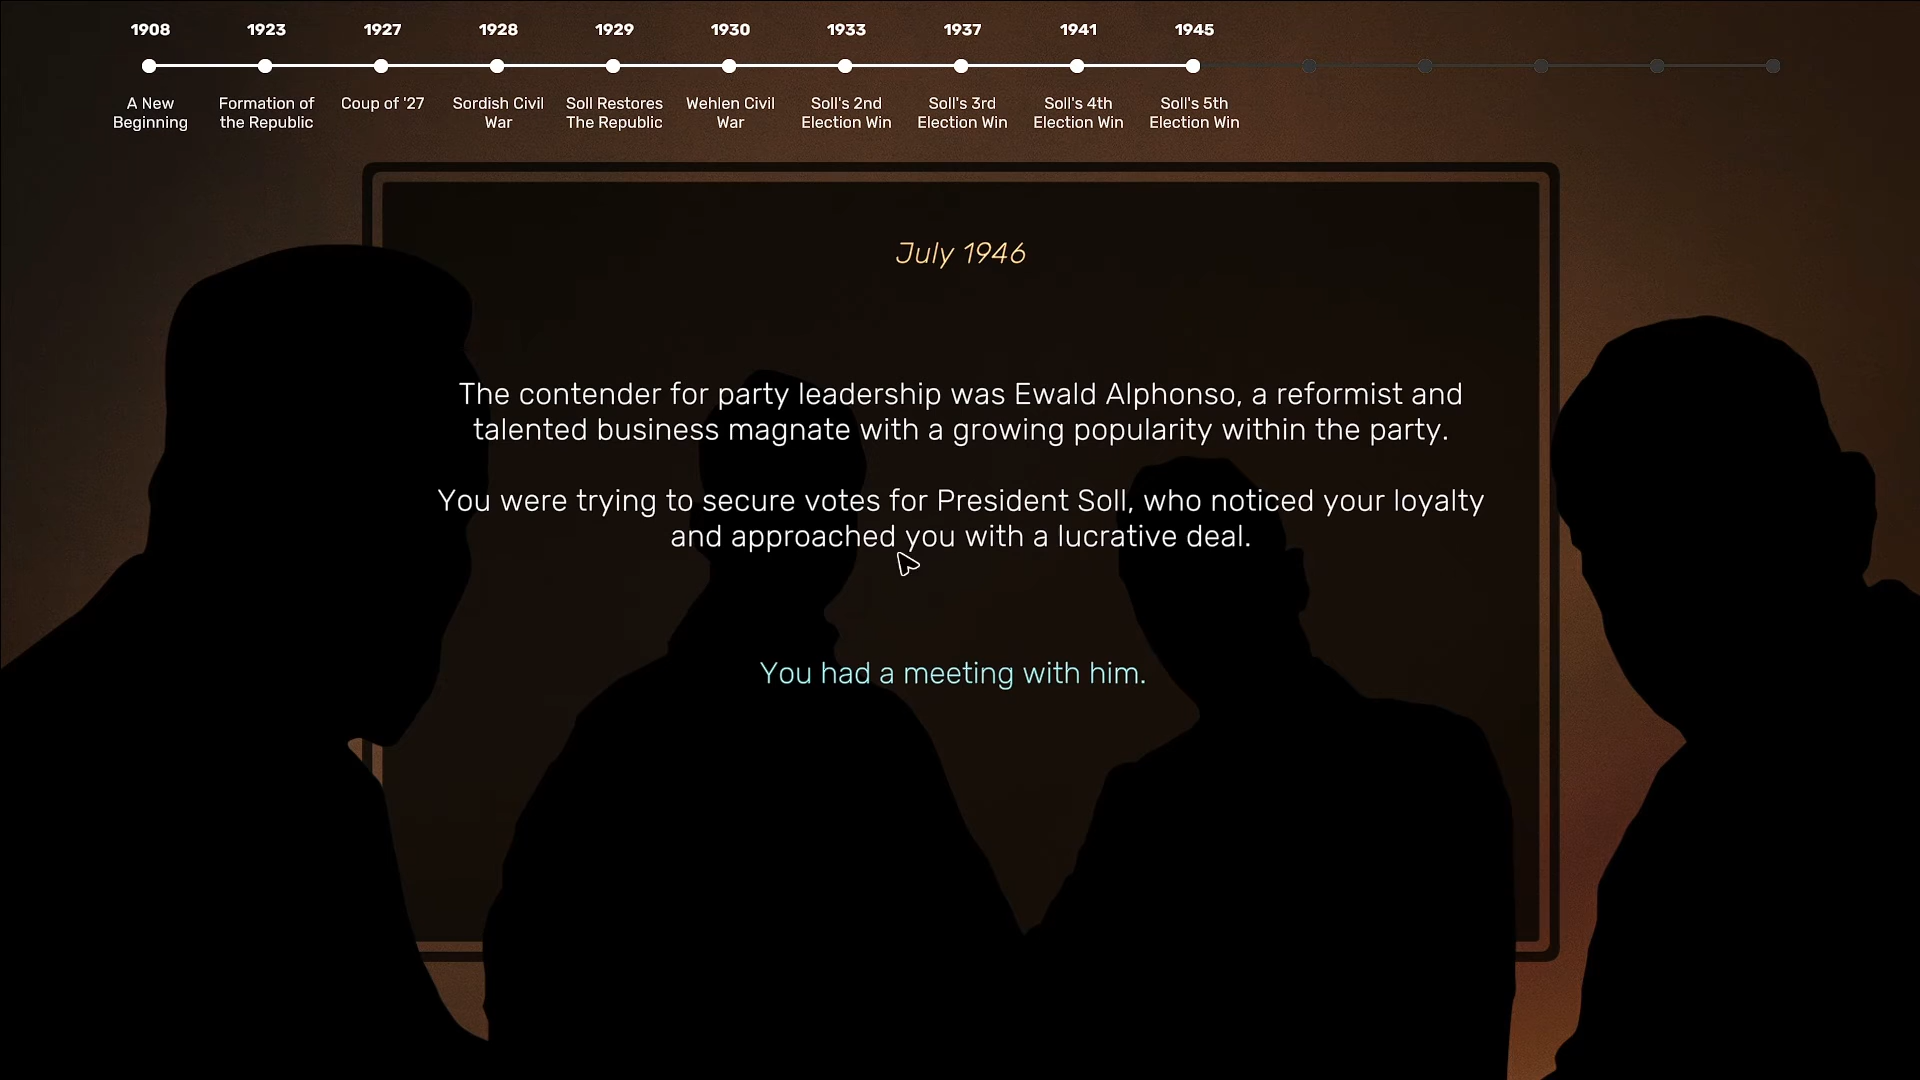 1908 1923 1927 1928 1929 1930 1933 1937 1941 1945
A New Formation of Coup of '27 Sordish Civil Soll Restores Wehlen Civil Soll's 2nd Soll's 3rd Soll's 4th Soll's 5th
Beginning the Republic War The Republic War Election Win Election Win Election Win Election Win
July 1946
The contender for party leadership was Ewald Alphonso, a reformist and
talented business magnate with a growing popularity within the party.
You were trying to secure votes for President Soll, who noticed your loyalty
and approached you with a lucrative deal.
You had a meeting with him.